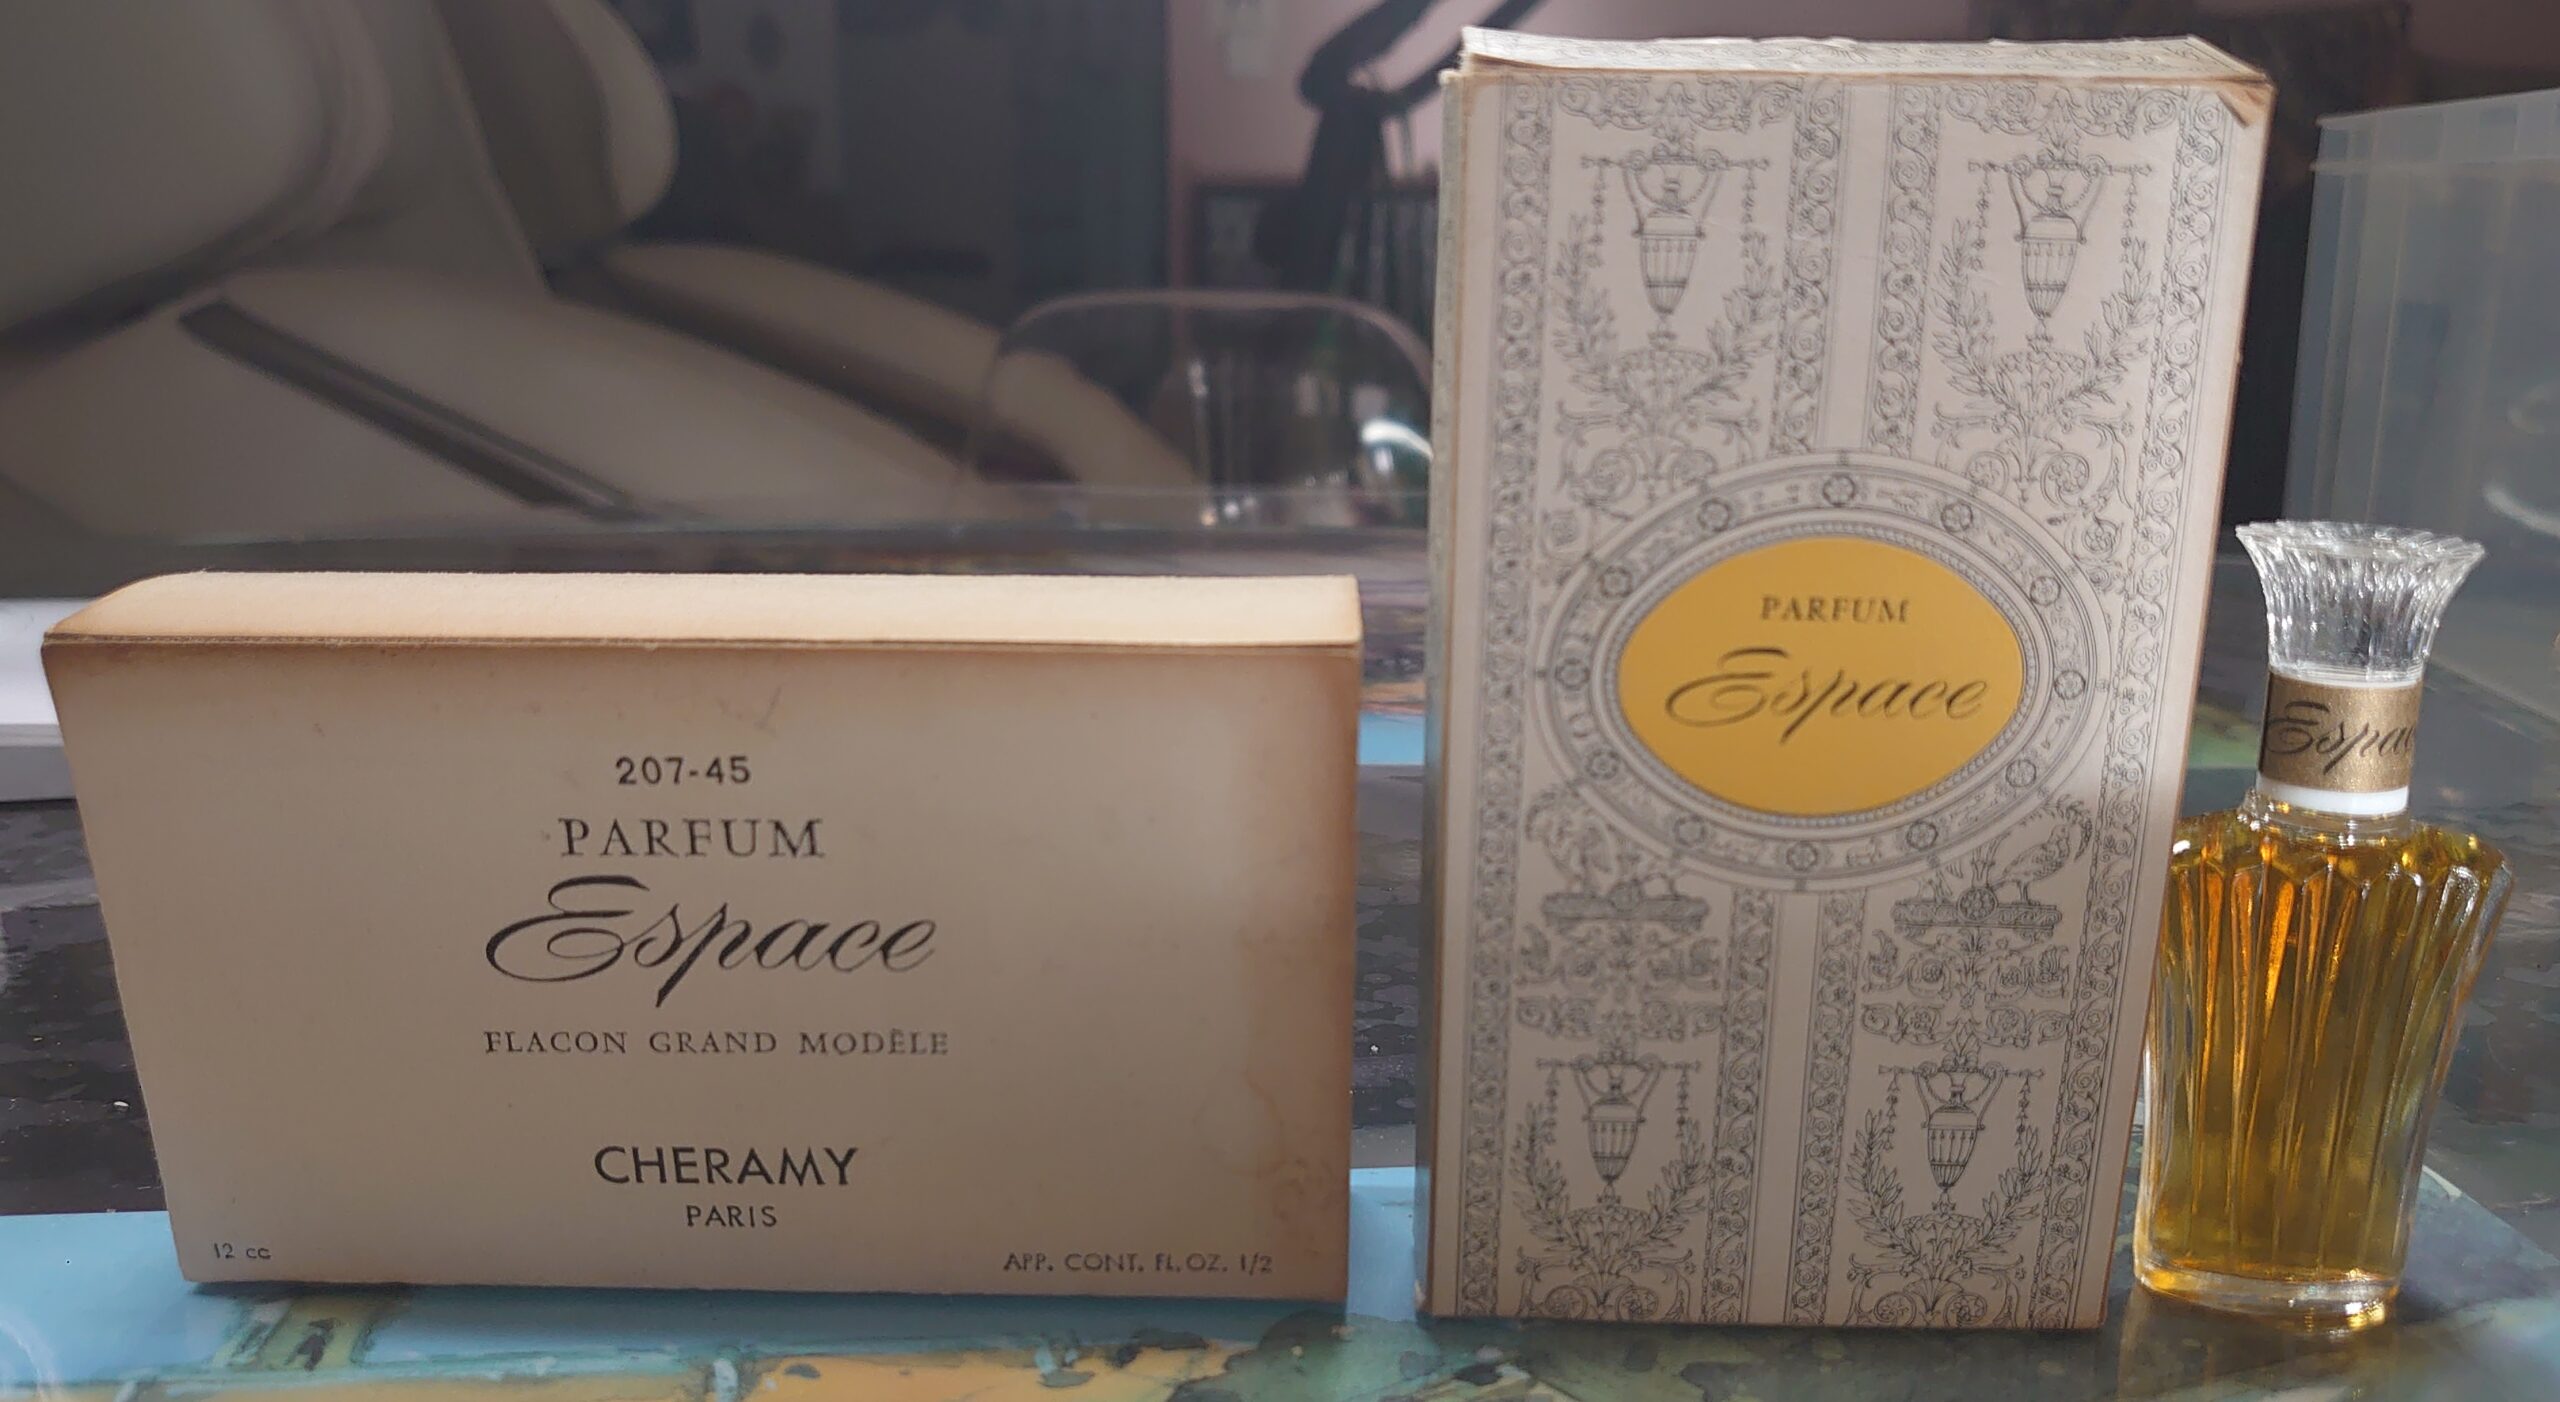 207-45
PARFUM
Espace
FLACON GRAND MODÈLE
CHERAMY
PARIS
12 cc
APP. CONT. FL. OZ. 1/2
PARFUM
Espace
Espac